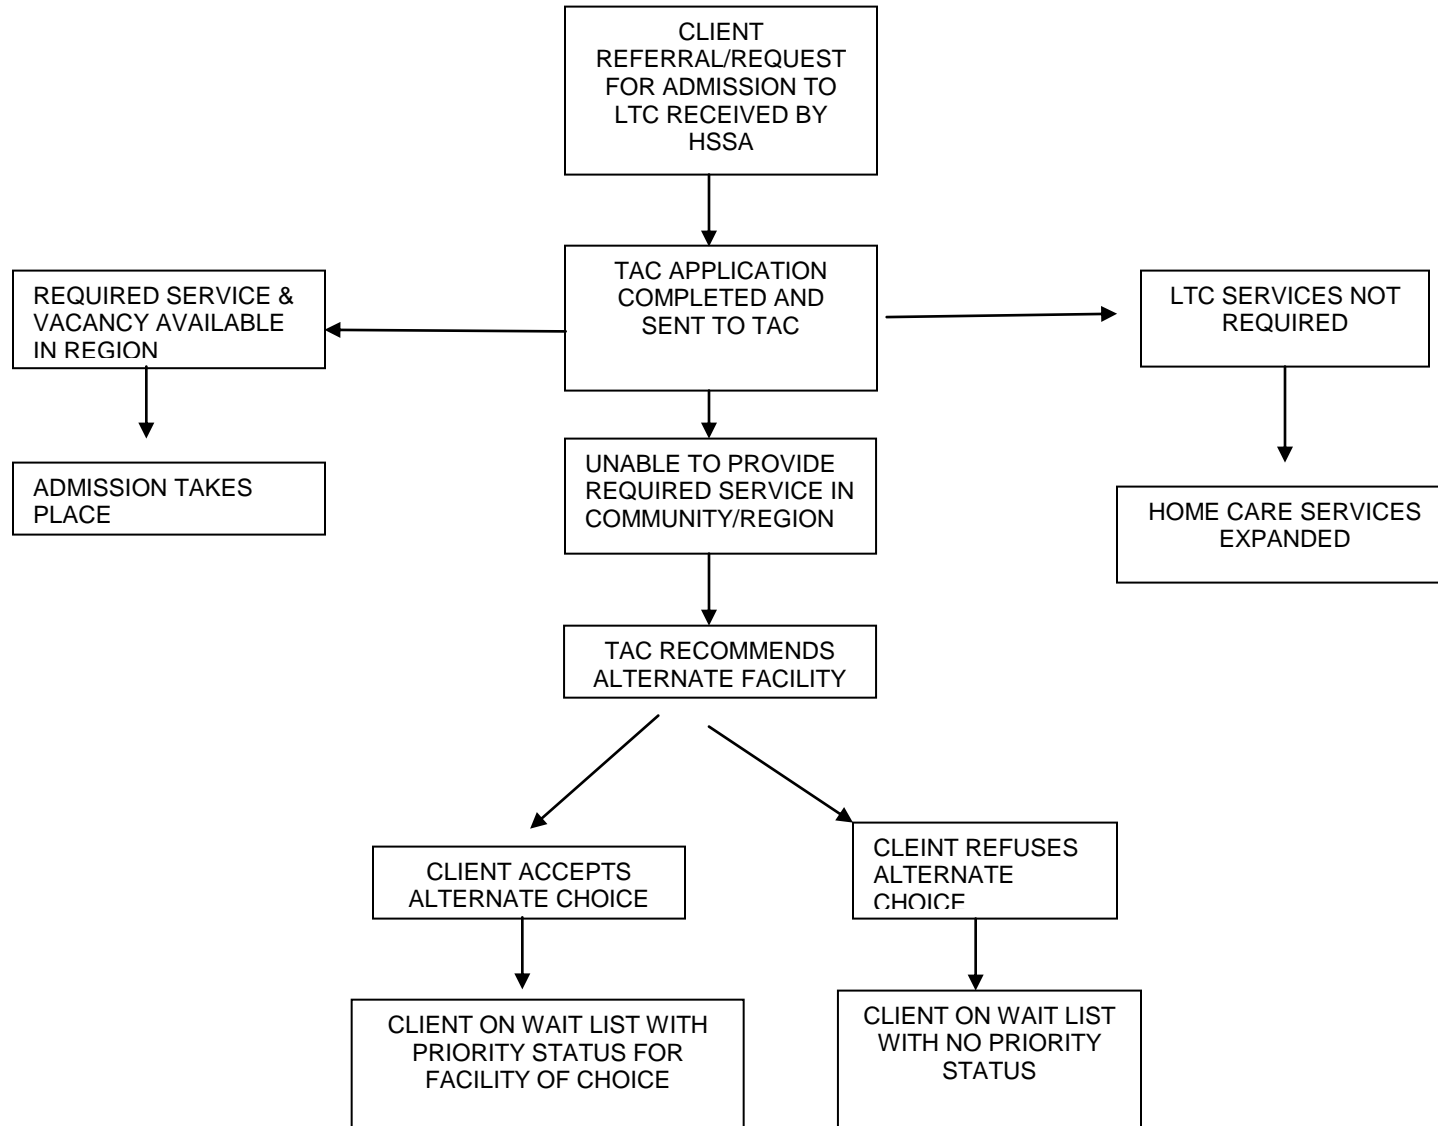 CLIENT
REFERRAL/REQUEST
FOR ADMISSION TO
LTC RECEIVED BY
HSSA
TAC APPLICATION
COMPLETED AND
SENT TO TAC
REQUIRED SERVICE &
VACANCY AVAILABLE
IN REGION
LTC SERVICES NOT
REQUIRED
ADMISSION TAKES
PLACE
UNABLE TO PROVIDE
REQUIRED SERVICE IN
COMMUNITY/REGION
HOME CARE SERVICES
EXPANDED
TAC RECOMMENDS
ALTERNATE FACILITY
CLIENT ACCEPTS
ALTERNATE CHOICE
CLEINT REFUSES
ALTERNATE
CHOICE
CLIENT ON WAIT LIST WITH
PRIORITY STATUS FOR
FACILITY OF CHOICE
CLIENT ON WAIT LIST
WITH NO PRIORITY
STATUS